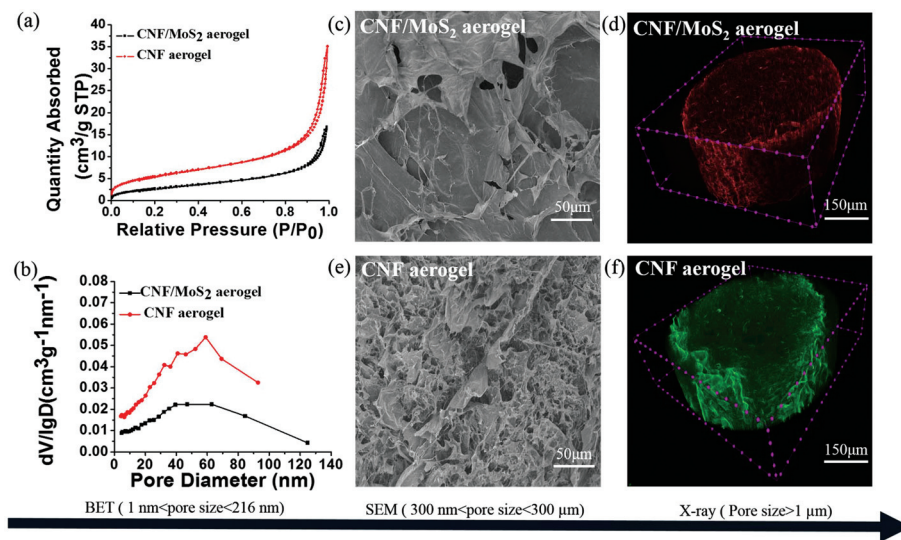 (a)
CNF/MoS2 aerogel
CNF aerogel
Quantity Absorbed
(cm3/g STP)
40
35
30
25
20
15
10
5
0
0.0 0.2 0.4 0.6 0.8 1.0
Relative Pressure (P/P0)
(c)
CNF/MoS2 aerogel
50μm
(d)
CNF/MoS2 aerogel
150μm
(b)
CNF/MoS2 aerogel
CNF aerogel
dV/lgD(cm3g-1nm-1)
0.08
0.07
0.06
0.05
0.04
0.03
0.02
0.01
0.00
0 20 40 60 80 100 120 140
Pore Diameter (nm)
(e)
CNF aerogel
50μm
(f)
CNF aerogel
150μm
BET ( 1 nm<pore size<216 nm)
SEM ( 300 nm<pore size<300 μm)
X-ray ( Pore size>1 μm)